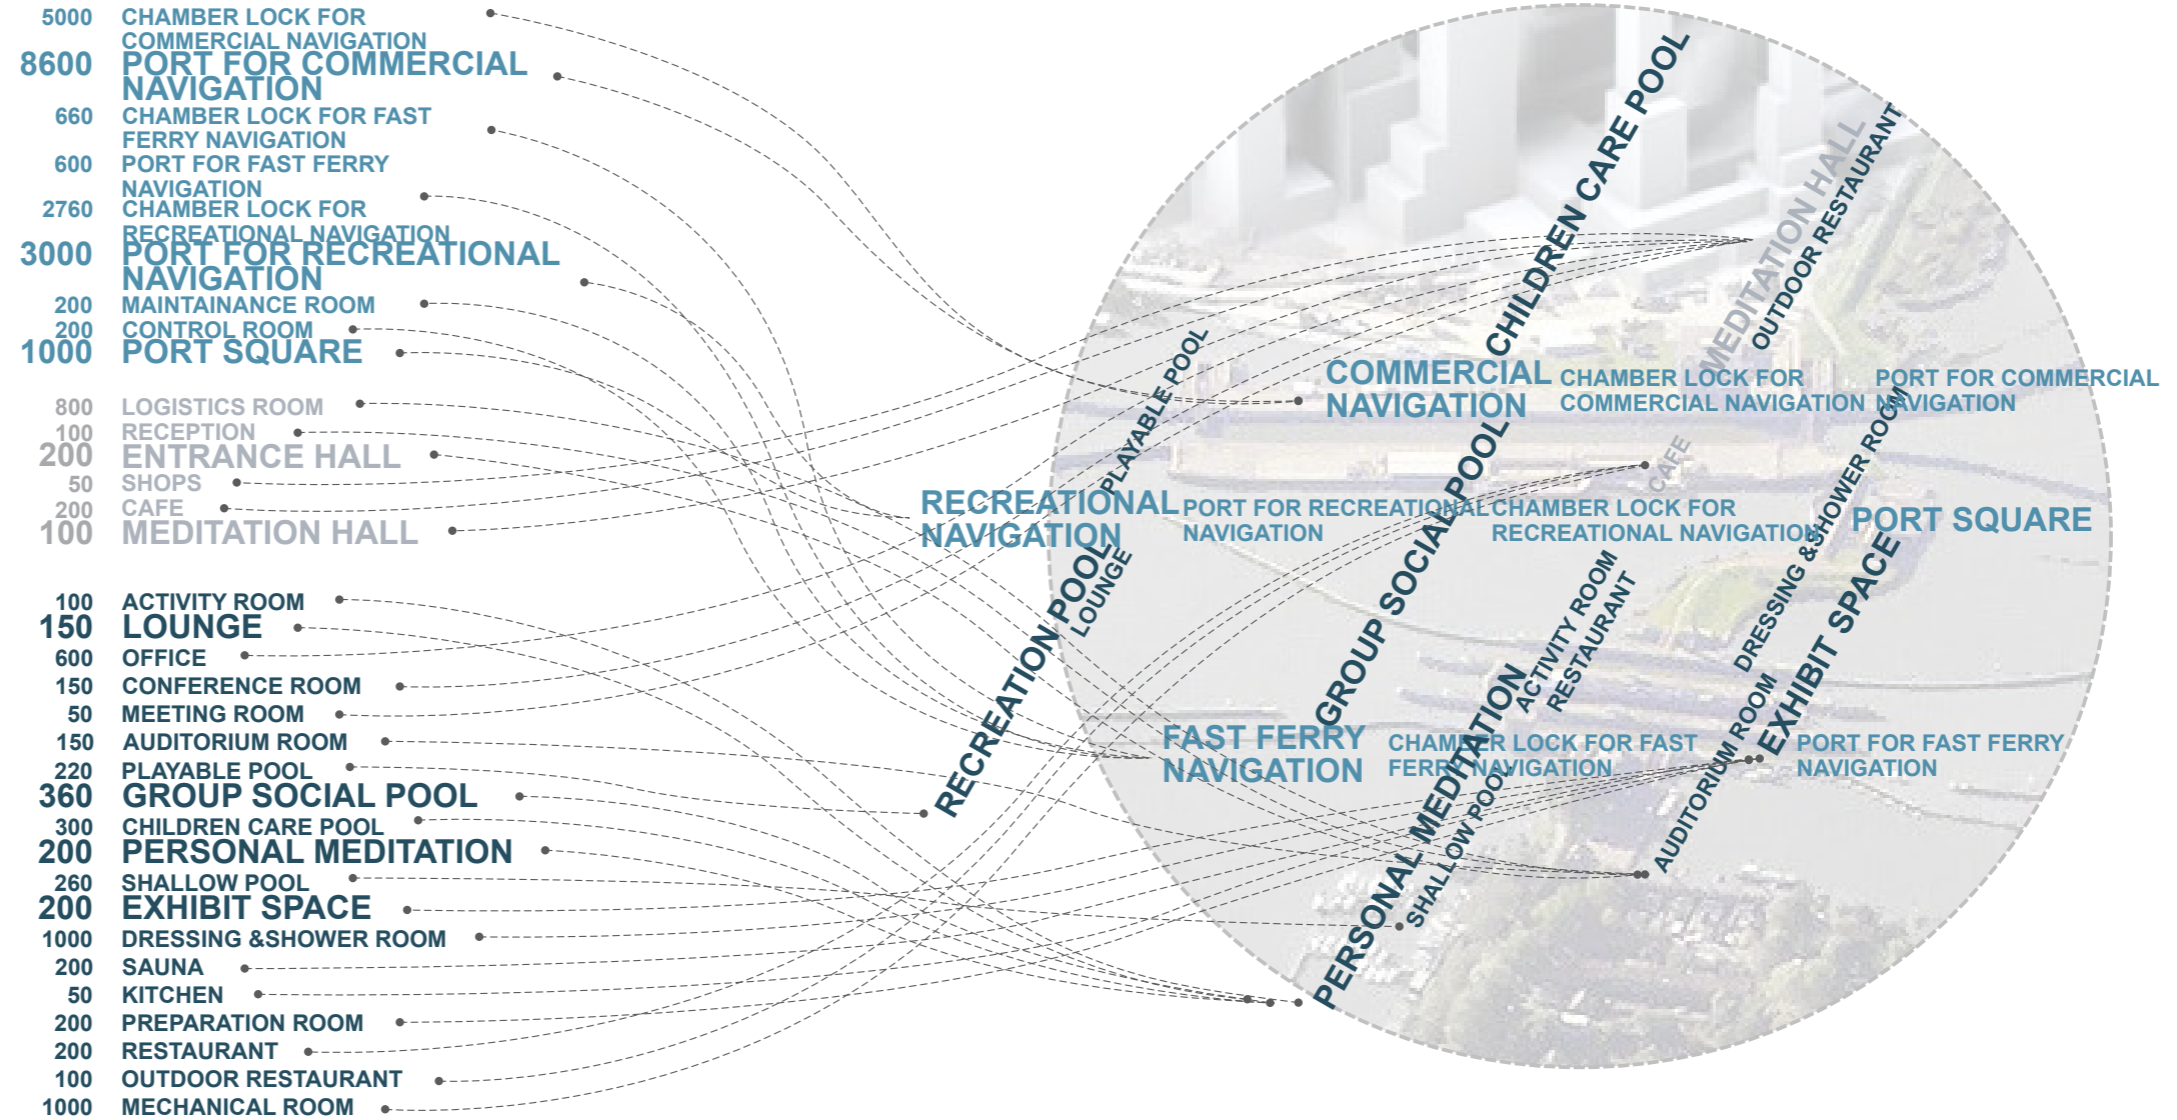 5000 CHAMBER LOCK FOR
COMMERCIAL NAVIGATION
8600 PORT FOR COMMERCIAL
NAVIGATION
660 CHAMBER LOCK FOR FAST
FERRY NAVIGATION
600 PORT FOR FAST FERRY
NAVIGATION
2760 CHAMBER LOCK FOR
RECREATIONAL NAVIGATION
3000 PORT FOR RECREATIONAL
NAVIGATION
200 MAINTAINANCE ROOM
200 CONTROL ROOM
1000 PORT SQUARE
800 LOGISTICS ROOM
100 RECEPTION
200 ENTRANCE HALL
50 SHOPS
200 CAFE
100 MEDITATION HALL
100 ACTIVITY ROOM
150 LOUNGE
600 OFFICE
150 CONFERENCE ROOM
50 MEETING ROOM
150 AUDITORIUM ROOM
220 PLAYABLE POOL
360 GROUP SOCIAL POOL
300 CHILDREN CARE POOL
200 PERSONAL MEDITATION
260 SHALLOW POOL
200 EXHIBIT SPACE
1000 DRESSING &SHOWER ROOM
200 SAUNA
50 KITCHEN
200 PREPARATION ROOM
200 RESTAURANT
100 OUTDOOR RESTAURANT
1000 MECHANICAL ROOM
CHILDREN CARE POOL
MEDITATION HALL
OUTDOOR RESTAURANT
PLAYABLE POOL
COMMERCIAL
NAVIGATION
CHAMBER LOCK FOR
COMMERCIAL NAVIGATION
PORT FOR COMMERCIAL
NAVIGATION
CAFE
RECREATIONAL
NAVIGATION
PORT FOR RECREATIONAL
NAVIGATION
CHAMBER LOCK FOR
RECREATIONAL NAVIGATION
PORT SQUARE
DRESSING &SHOWER ROOM
GROUP SOCIAL POOL
RECREATION POOL
LOUNGE
ACTIVITY ROOM
RESTAURANT
EXHIBIT SPACE
FAST FERRY
NAVIGATION
CHAMBER LOCK FOR FAST
FERRY NAVIGATION
PORT FOR FAST FERRY
NAVIGATION
AUDITORIUM ROOM
PERSONAL MEDITATION
SHALLOW POOL